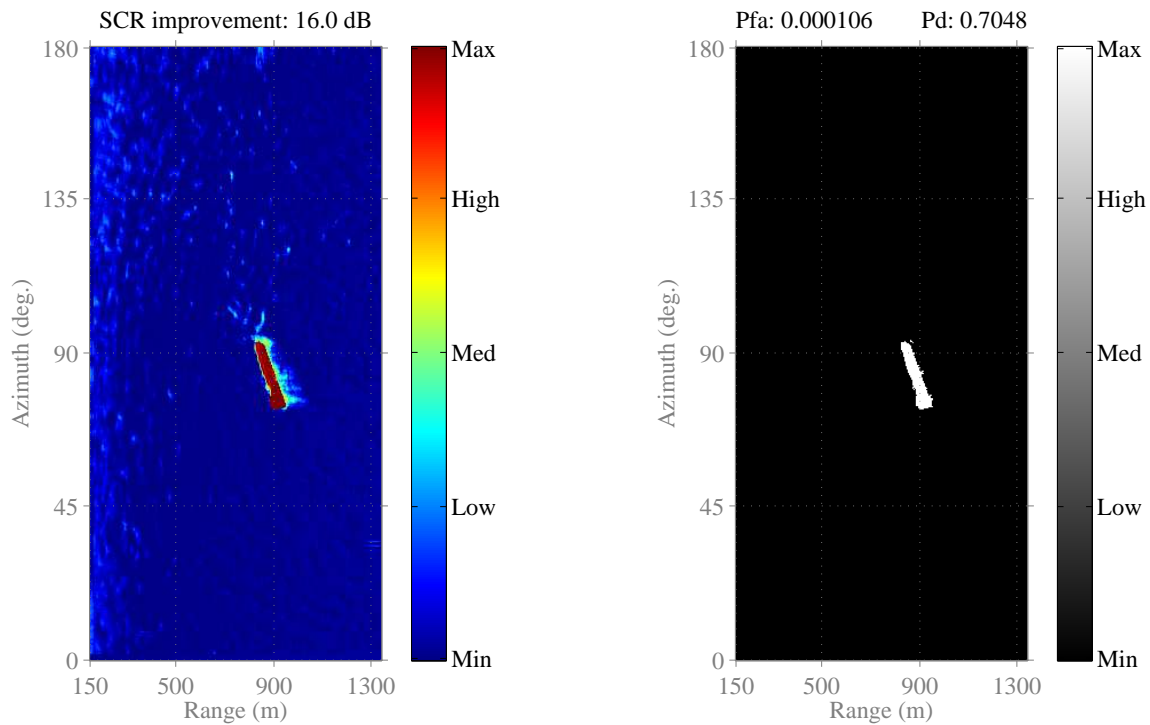 SCR improvement: 16.0 dB
Max
High
Med
Low
Min
180
135
90
45
0
Azimuth (deg.)
150 500 900 1300
Range (m)
Pfa: 0.000106 Pd: 0.7048
Max
High
Med
Low
Min
180
135
90
45
0
Azimuth (deg.)
150 500 900 1300
Range (m)